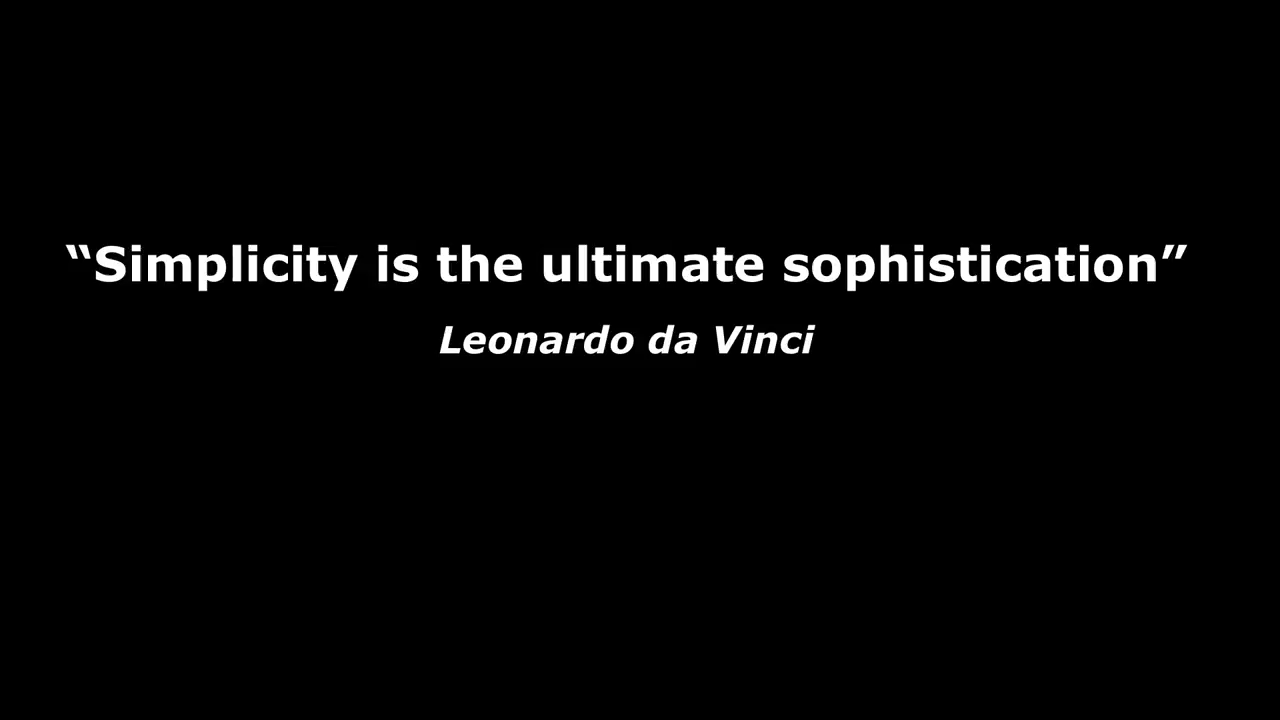 “Simplicity is the ultimate sophistication”
Leonardo da Vinci